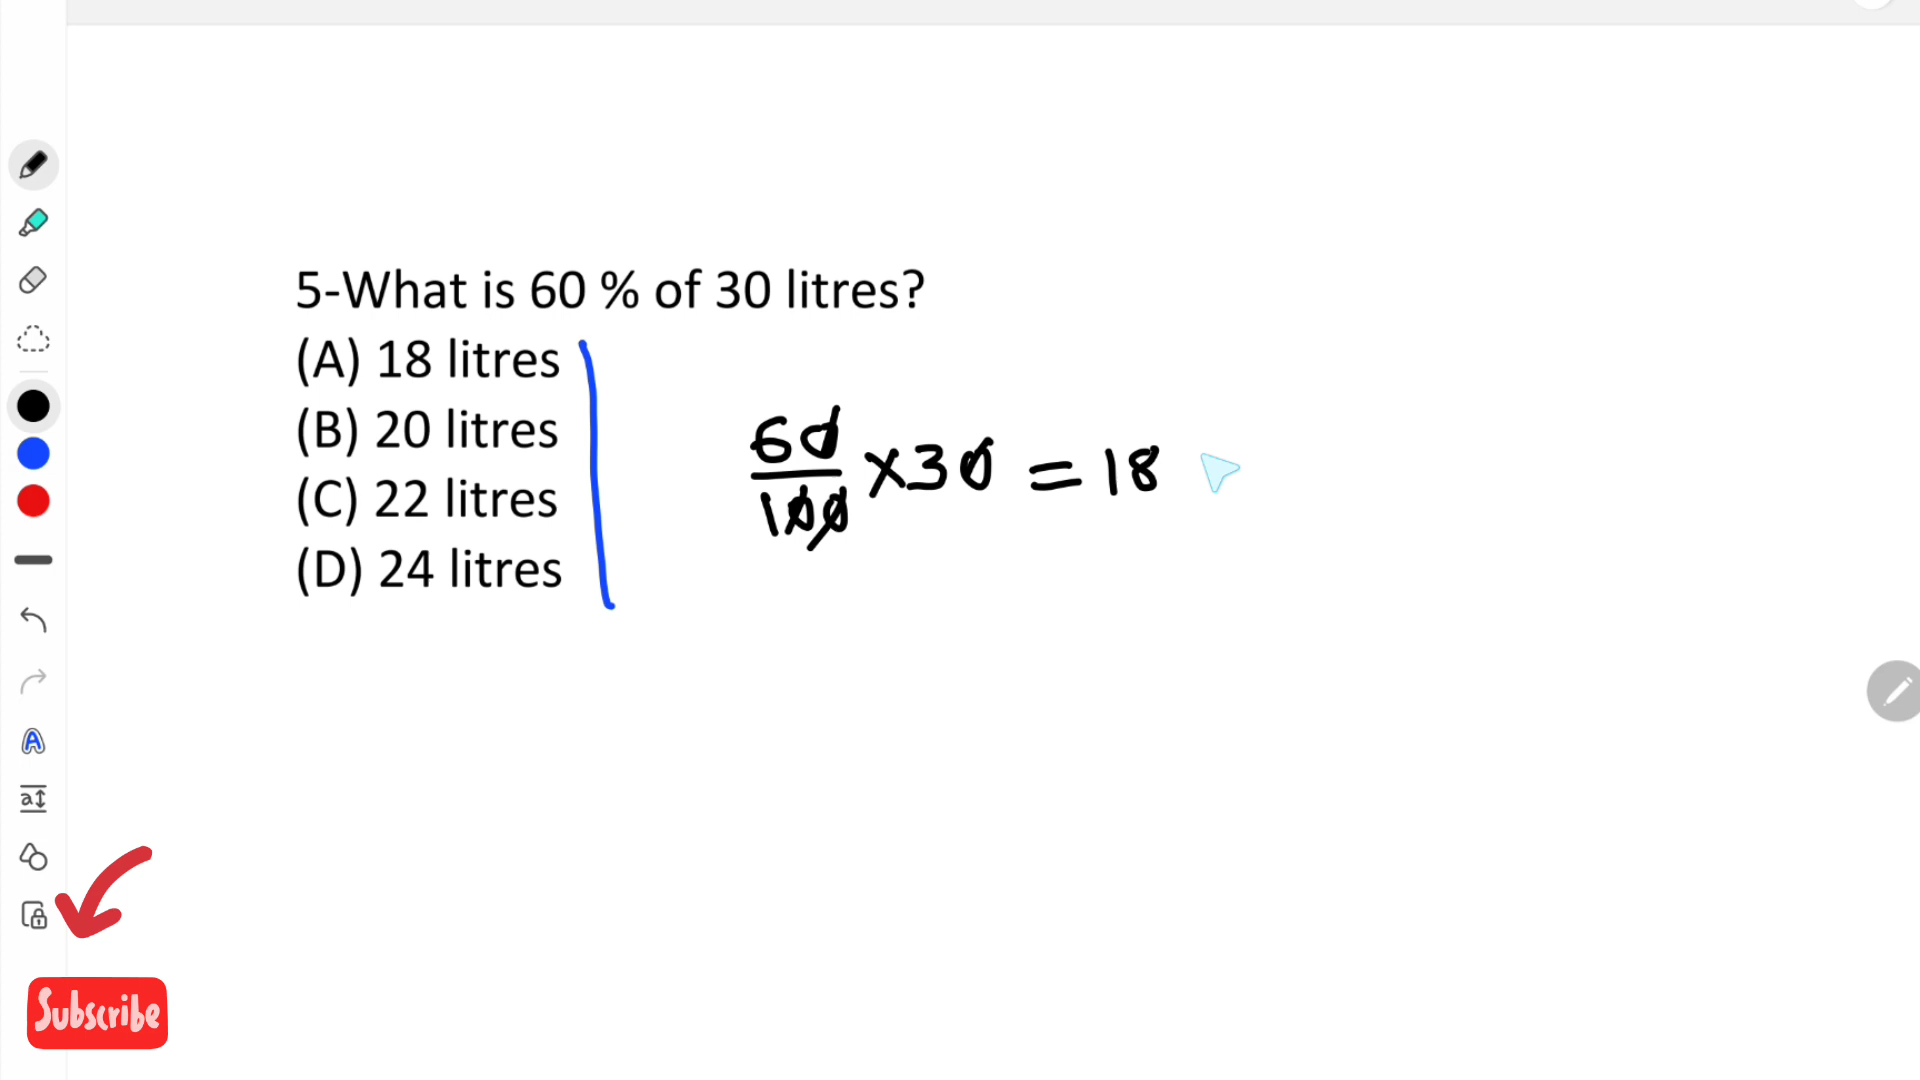 5-What is 60 % of 30 litres?
(A) 18 litres
(B) 20 litres
(C) 22 litres
(D) 24 litres
60/100 ×30 = 18
A
a
Subscribe